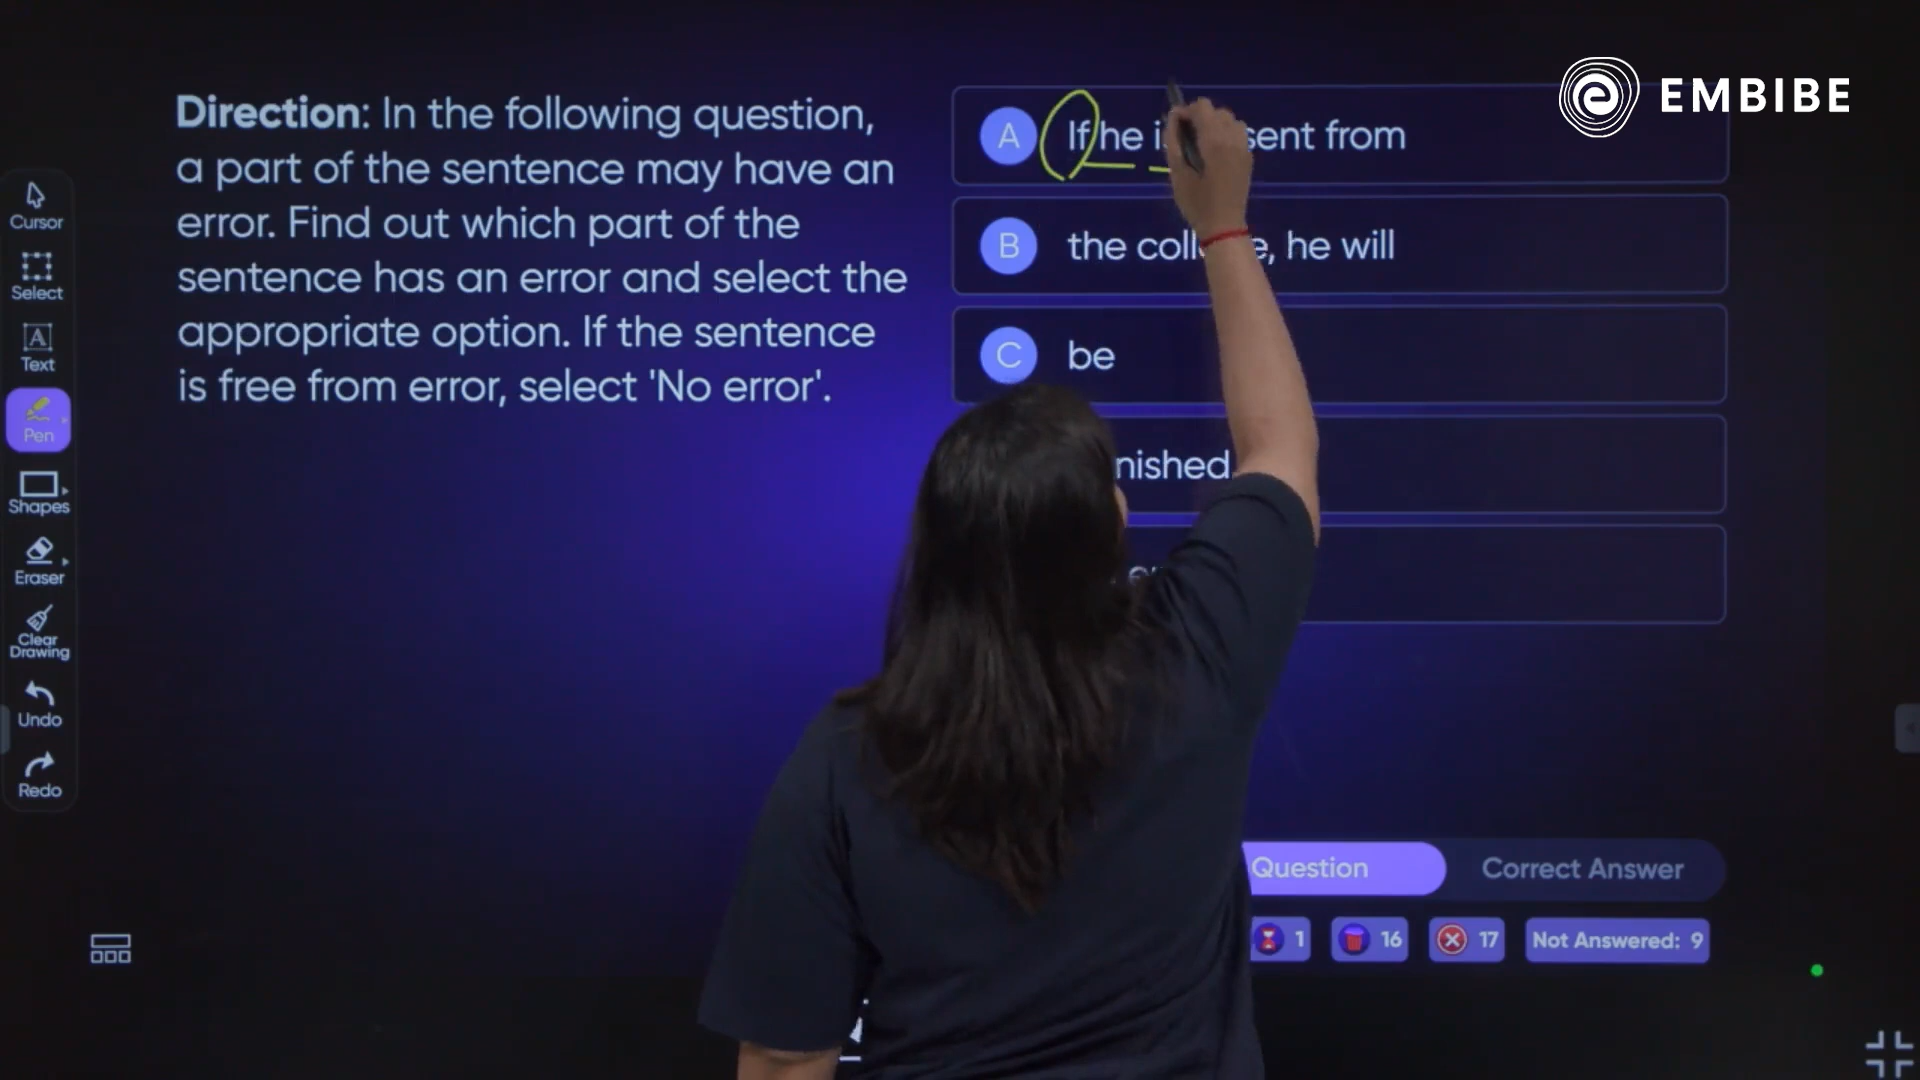 EMBIBE
Direction: In the following question,
a part of the sentence may have an
error. Find out which part of the
sentence has an error and select the
appropriate option. If the sentence
is free from error, select 'No error'.
A If he sent from
B the he will
C be
Cursor
Select
Text
Pen
Shapes
Eraser
Clear
Drawing
Undo
Redo
Question Correct Answer
1 16 17 Not Answered: 9